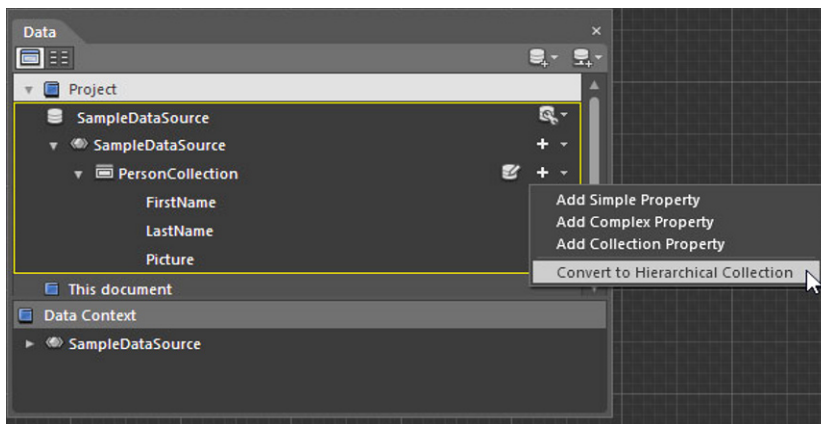 Data
Project
SampleDataSource
SampleDataSource
PersonCollection
FirstName
LastName
Picture
Add Simple Property
Add Complex Property
Add Collection Property
Convert to Hierarchical Collection
This document
Data Context
SampleDataSource